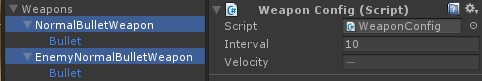 Weapons
NormalBulletWeapon
Bullet
EnemyNormalBulletWeapon
Bullet
Weapon Config (Script)
Script WeaponConfig
Interval 10
Velocity —